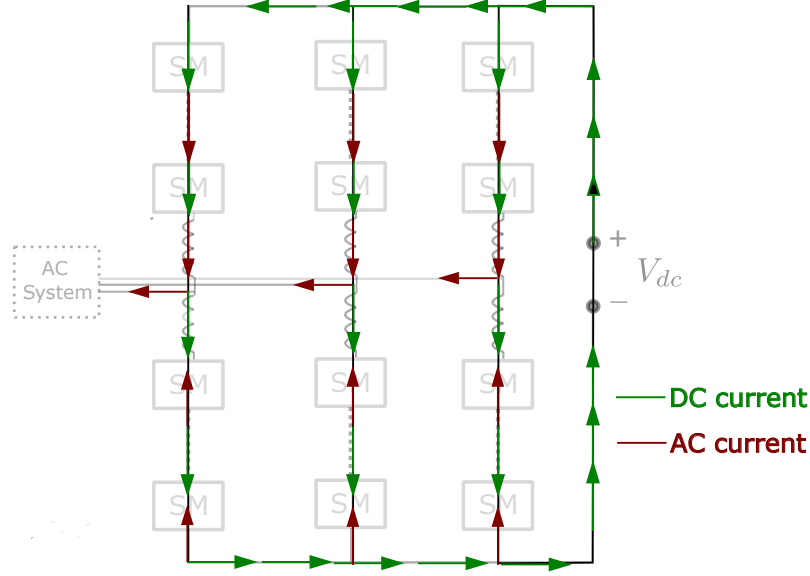 SM SM SM
SM SM SM
AC
System
+
V_dc
−
SM SM SM
DC current
AC current
SM SM SM